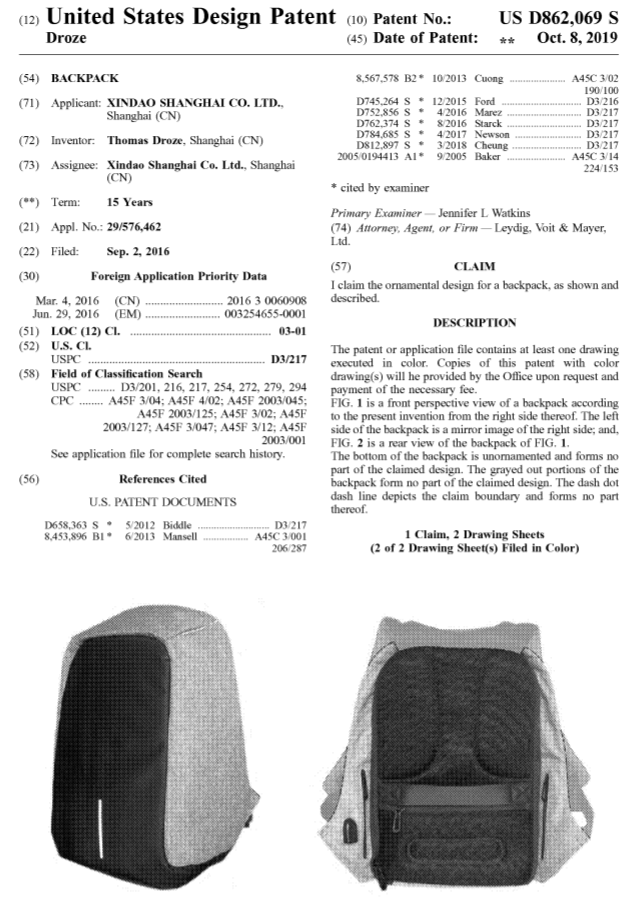 (12) United States Design Patent (10) Patent No.: US D862,069 S
Droze (45) Date of Patent: ** Oct. 8, 2019
(54) BACKPACK
(71) Applicant: XINDAO SHANGHAI CO. LTD.,
Shanghai (CN)
(72) Inventor: Thomas Droze, Shanghai (CN)
(73) Assignee: Xindao Shanghai Co. Ltd., Shanghai
(CN)
(**) Term: 15 Years
(21) Appl. No.: 29/576,462
(22) Filed: Sep. 2, 2016
(30) Foreign Application Priority Data
Mar. 4, 2016 (CN) .......................... 2016 3 0060908
Jun. 29, 2016 (EM) .......................... 003254655-0001
(51) LOC (12) Cl. .............................................. 03-01
(52) U.S. Cl.
USPC .......................................................... D3/217
(58) Field of Classification Search
USPC ......... D3/201, 216, 217, 254, 272, 279, 294
CPC ........ A45F 3/04; A45F 4/02; A45F 2003/045;
A45F 2003/125; A45F 3/02; A45F
2003/127; A45F 3/047; A45F 3/12; A45F
2003/001
See application file for complete search history.
(56) References Cited
U.S. PATENT DOCUMENTS
D658,363 S * 5/2012 Biddle ......................... D3/217
8,453,896 B1* 6/2013 Mansell ................ A45C 3/001
206/287
8,567,578 B2* 10/2013 Cuong .................... A45C 3/02
190/100
D745,264 S * 12/2015 Ford ............................ D3/216
D752,856 S * 4/2016 Marez .......................... D3/217
D762,374 S * 8/2016 Starck .......................... D3/217
D784,685 S * 4/2017 Newson ....................... D3/217
D812,897 S * 3/2018 Cheung ........................ D3/217
2005/0194413 A1* 9/2005 Baker .................... A45C 3/14
224/153
* cited by examiner
Primary Examiner — Jennifer L Watkins
(74) Attorney, Agent, or Firm — Leydig, Voit & Mayer,
Ltd.
(57) CLAIM
I claim the ornamental design for a backpack, as shown and
described.
DESCRIPTION
The patent or application file contains at least one drawing
executed in color. Copies of this patent with color
drawing(s) will he provided by the Office upon request and
payment of the necessary fee.
FIG. 1 is a front perspective view of a backpack according
to the present invention from the right side thereof. The left
side of the backpack is a mirror image of the right side; and,
FIG. 2 is a rear view of the backpack of FIG. 1.
The bottom of the backpack is unornamented and forms no
part of the claimed design. The grayed out portions of the
backpack form no part of the claimed design. The dash dot
dash line depicts the claim boundary and forms no part
thereof.
1 Claim, 2 Drawing Sheets
(2 of 2 Drawing Sheet(s) Filed in Color)